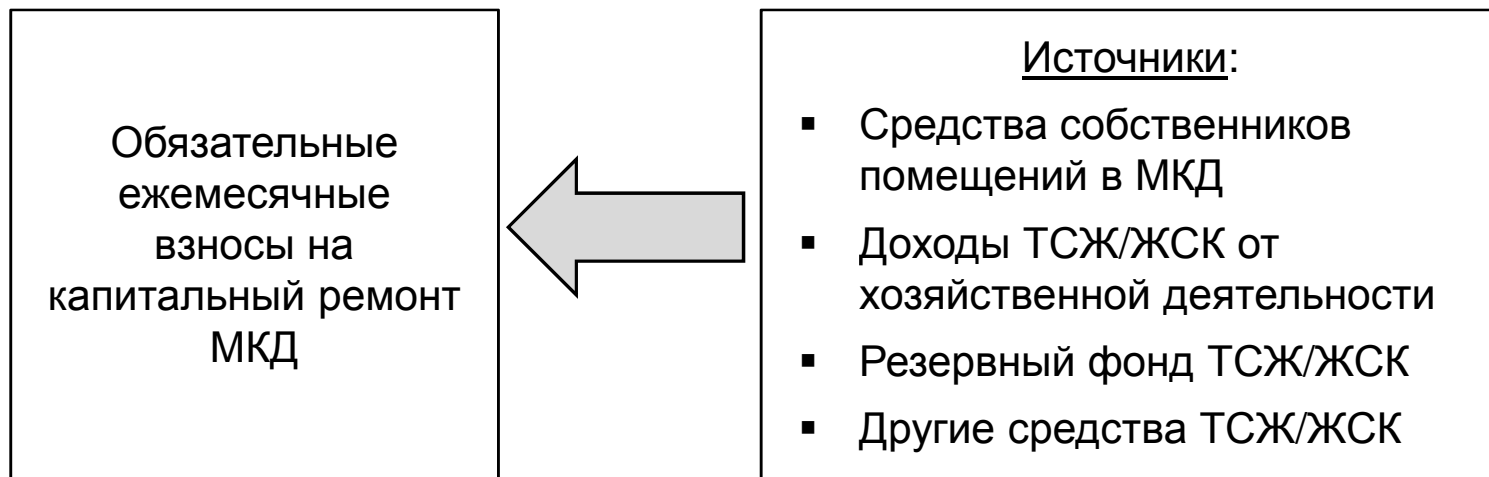 Обязательные
ежемесячные
взносы на
капитальный ремонт
МКД
Источники:
▪ Средства собственников
помещений в МКД
▪ Доходы ТСЖ/ЖСК от
хозяйственной деятельности
▪ Резервный фонд ТСЖ/ЖСК
▪ Другие средства ТСЖ/ЖСК